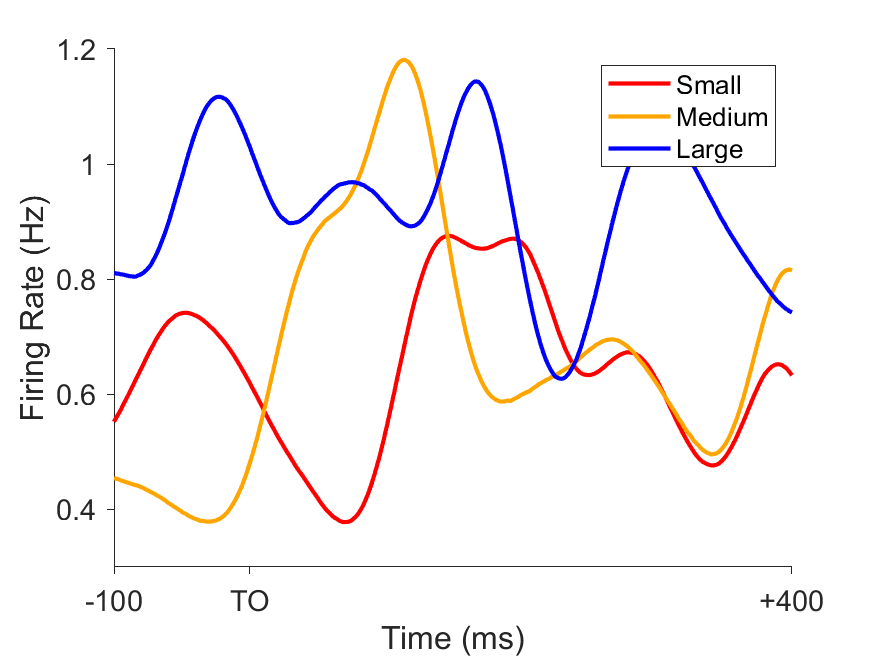 1.2
1
0.8
0.6
0.4
Firing Rate (Hz)
Small
Medium
Large
-100 TO +400
Time (ms)